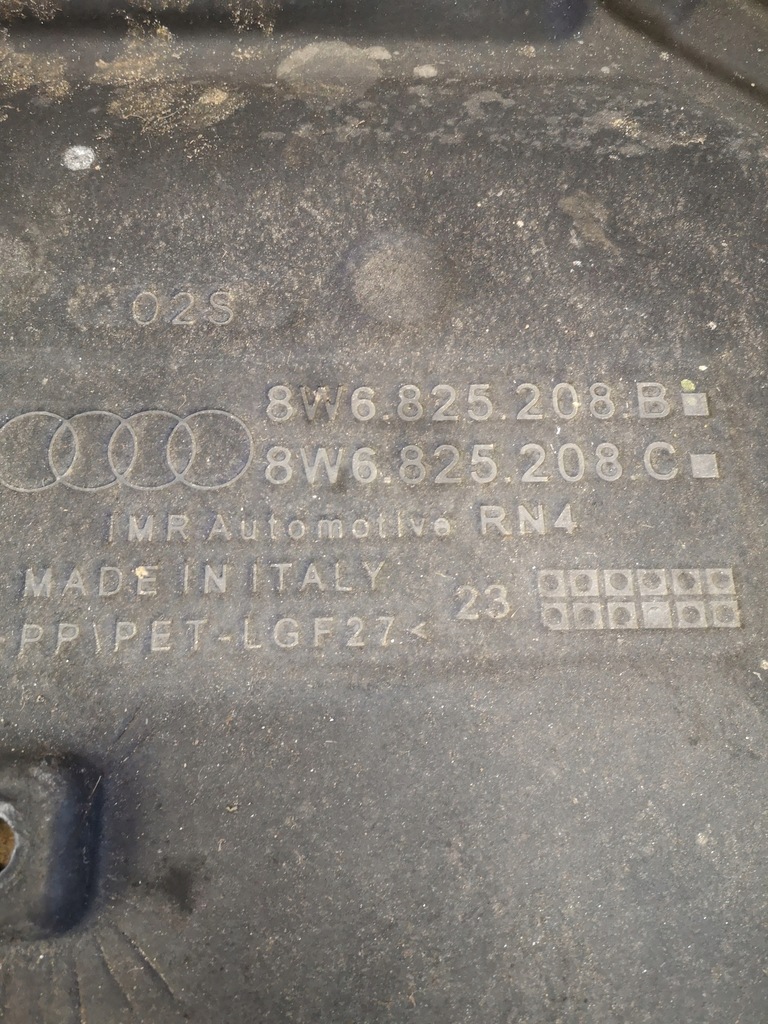 02S
8W6.825.208.B
8W6.825.208.C
IMR Automotive RN4
MADE IN ITALY
PP\PET-LGF27<
23